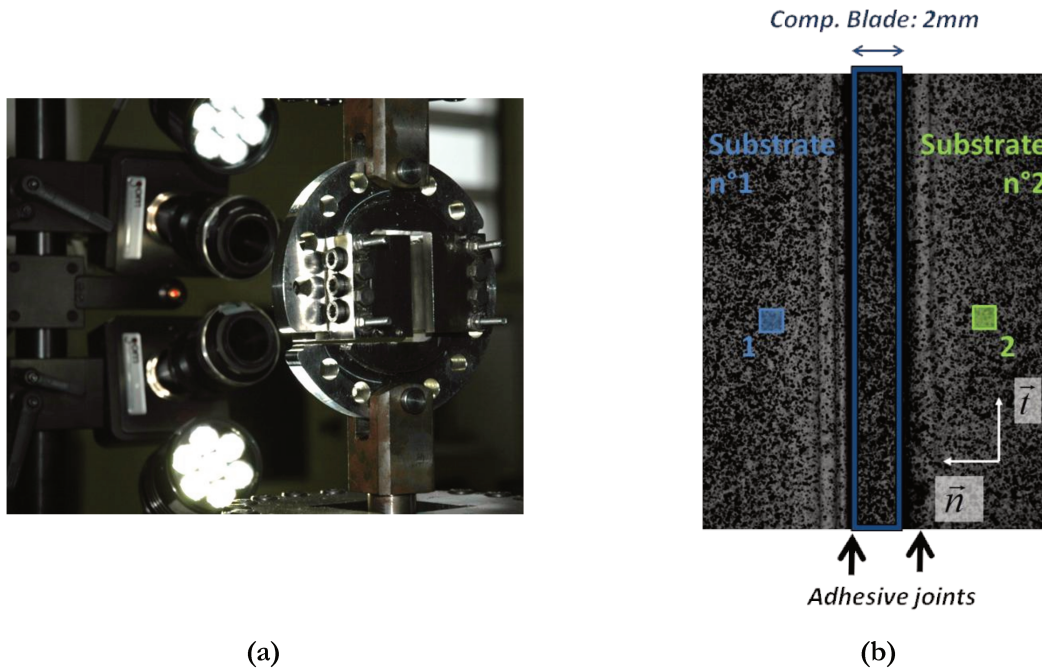 Comp. Blade: 2mm
Substrate
n°1
Substrate
n°2
1
2
t
n
Adhesive joints
(a)
(b)